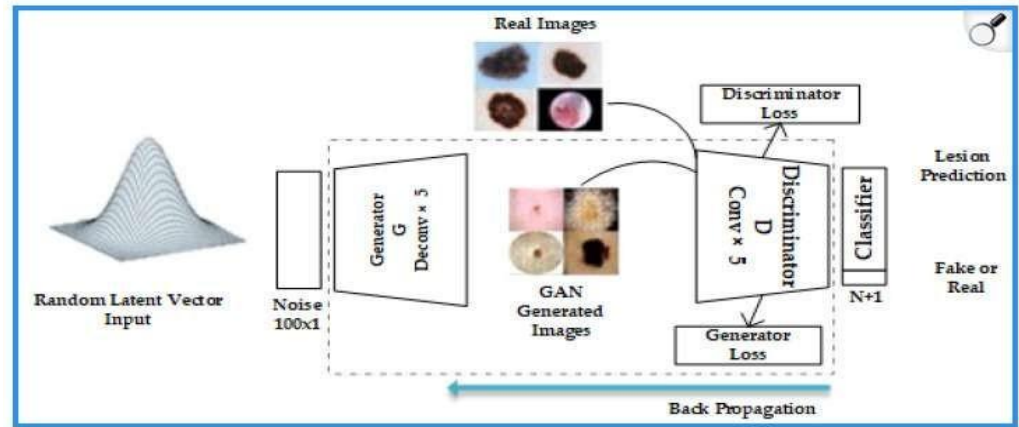 Real Images
Discriminator
Loss
Lesion
Prediction
Generator
G
Deconv × 5
Discriminator
D
Conv × 5
Classifier
Random Latent Vector
Input
Noise
100x1
GAN
Generated
Images
N+1
Fake or
Real
Generator
Loss
Back Propagation